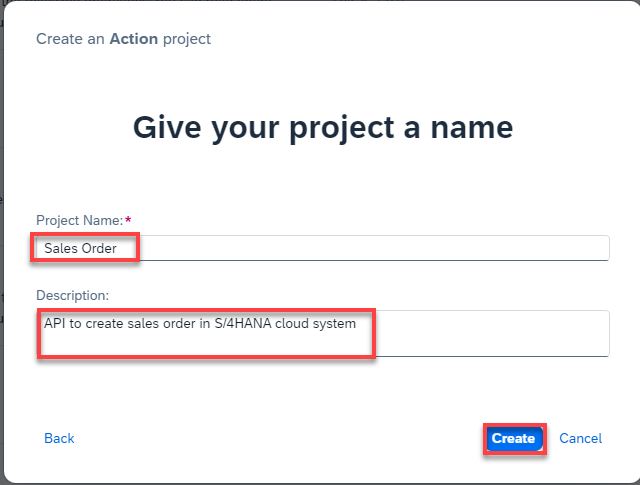 Create an Action project
Give your project a name
Project Name:*
Sales Order
Description:
API to create sales order in S/4HANA cloud system
Back
Create
Cancel